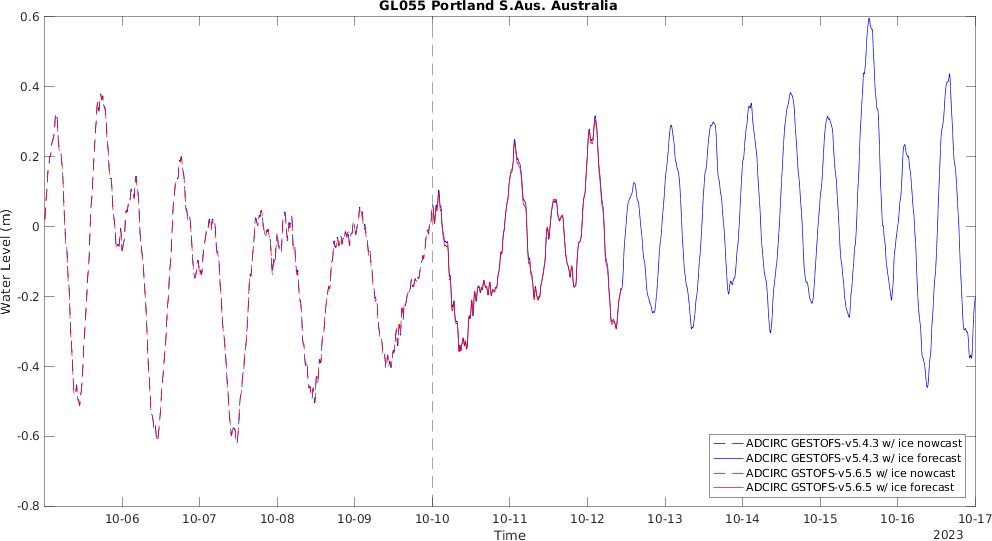 GL055 Portland S.Aus. Australia
0.6
0.4
0.2
0
-0.2
-0.4
-0.6
-0.8
Water Level (m)
10-06 10-07 10-08 10-09 10-10 10-11 10-12 10-13 10-14 10-15 10-16 10-17
Time
2023
ADCIRC GESTOFS-v5.4.3 w/ ice nowcast
ADCIRC GESTOFS-v5.4.3 w/ ice forecast
ADCIRC GSTOFS-v5.6.5 w/ ice nowcast
ADCIRC GSTOFS-v5.6.5 w/ ice forecast